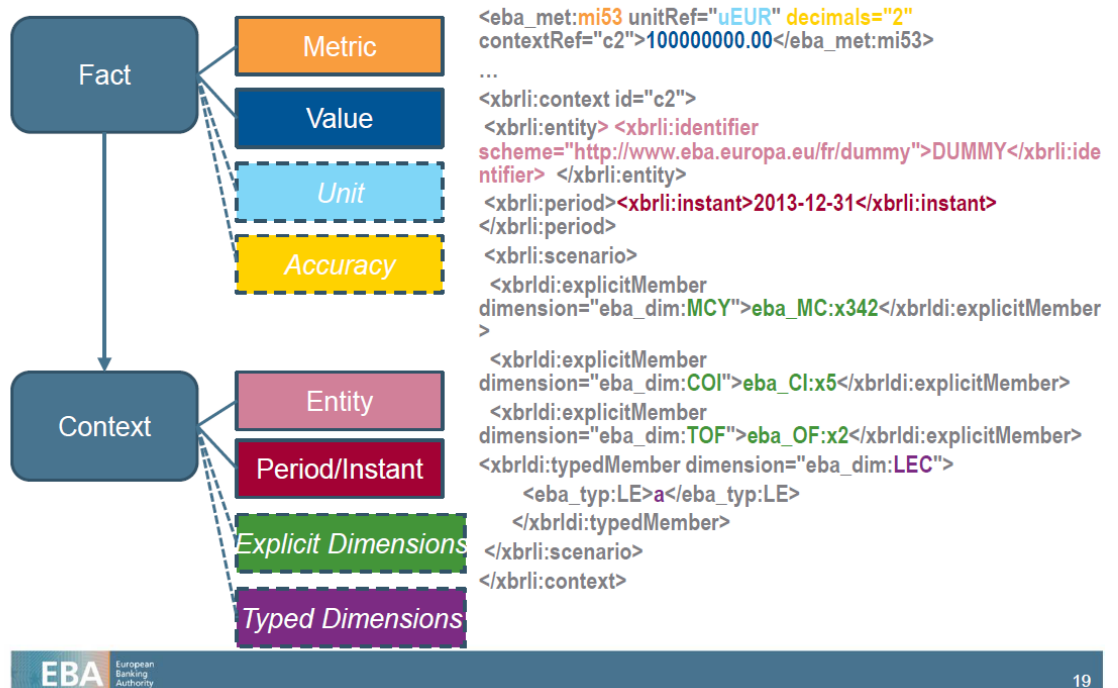 Fact
Metric
Value
Unit
Accuracy
Context
Entity
Period/Instant
Explicit Dimensions
Typed Dimensions
<eba_met:mi53 unitRef="uEUR" decimals="2"
contextRef="c2">100000000.00</eba_met:mi53>
…
<xbrli:context id="c2">
<xbrli:entity> <xbrli:identifier
scheme="http://www.eba.europa.eu/fr/dummy">DUMMY</xbrli:ide
ntifier> </xbrli:entity>
<xbrli:period><xbrli:instant>2013-12-31</xbrli:instant>
</xbrli:period>
<xbrli:scenario>
<xbrldi:explicitMember
dimension="eba_dim:MCY">eba_MC:x342</xbrldi:explicitMember
>
<xbrldi:explicitMember
dimension="eba_dim:COI">eba_CI:x5</xbrldi:explicitMember>
<xbrldi:explicitMember
dimension="eba_dim:TOF">eba_OF:x2</xbrldi:explicitMember>
<xbrldi:typedMember dimension="eba_dim:LEC">
<eba_typ:LE>a</eba_typ:LE>
</xbrldi:typedMember>
</xbrli:scenario>
</xbrli:context>
EBA
European
Banking
Authority
19